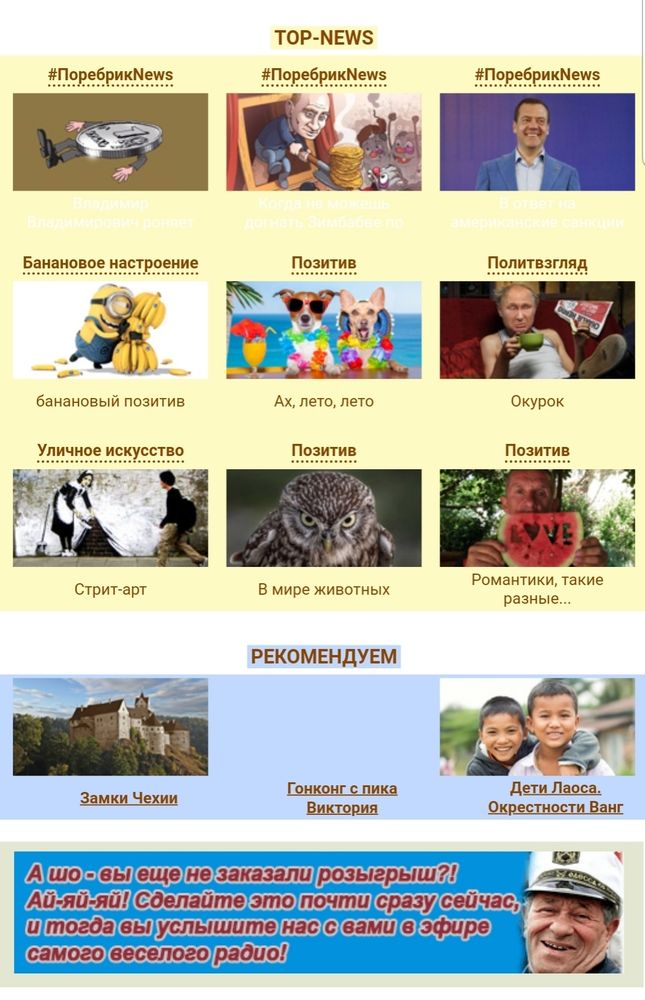 TOP-NEWS
#ПоребрикNews
#ПоребрикNews
#ПоребрикNews
Владимир
Владимирович роняет
Когда не можешь
догнать Зимбабве по
В ответ на
американские санкции
Банановое настроение
Позитив
Политвзгляд
банановый позитив
Ах, лето, лето
Окурок
Уличное искусство
Позитив
Позитив
LOVE
Стрит-арт
В мире животных
Романтики, такие
разные...
РЕКОМЕНДУЕМ
Замки Чехии
Гонконг с пика
Виктория
Дети Лаоса.
Окрестности Ванг
А шо - вы еще не заказали розыгрыш?!
Ай-яй-яй! Сделайте это почти сразу сейчас,
и тогда вы услышите нас с вами в эфире
самого веселого радио!